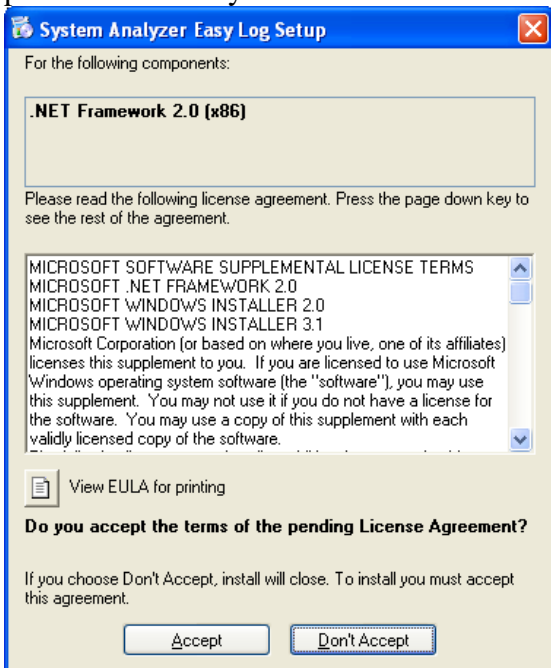 System Analyzer Easy Log Setup
For the following components:
.NET Framework 2.0 (x86)
Please read the following license agreement. Press the page down key to
see the rest of the agreement.
MICROSOFT SOFTWARE SUPPLEMENTAL LICENSE TERMS
MICROSOFT .NET FRAMEWORK 2.0
MICROSOFT WINDOWS INSTALLER 2.0
MICROSOFT WINDOWS INSTALLER 3.1
Microsoft Corporation (or based on where you live, one of its affiliates)
licenses this supplement to you.  If you are licensed to use Microsoft
Windows operating system software (the "software"), you may use
this supplement.  You may not use it if you do not have a license for
the software.  You may use a copy of this supplement with each
validly licensed copy of the software.
View EULA for printing
Do you accept the terms of the pending License Agreement?
If you choose Don't Accept, install will close. To install you must accept
this agreement.
Accept
Don't Accept